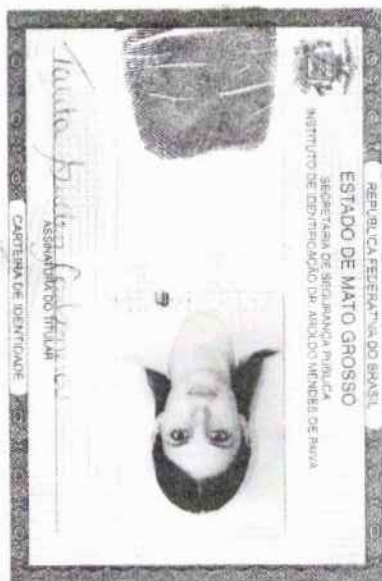 REPÚBLICA FEDERATIVA DO BRASIL
ESTADO DE MATO GROSSO
SECRETARIA DE SEGURANÇA PÚBLICA
INSTITUTO DE IDENTIFICAÇÃO DR. AROLDO MENDES DE PAIVA
ASSINATURA DO TITULAR
CARTEIRA DE IDENTIDADE